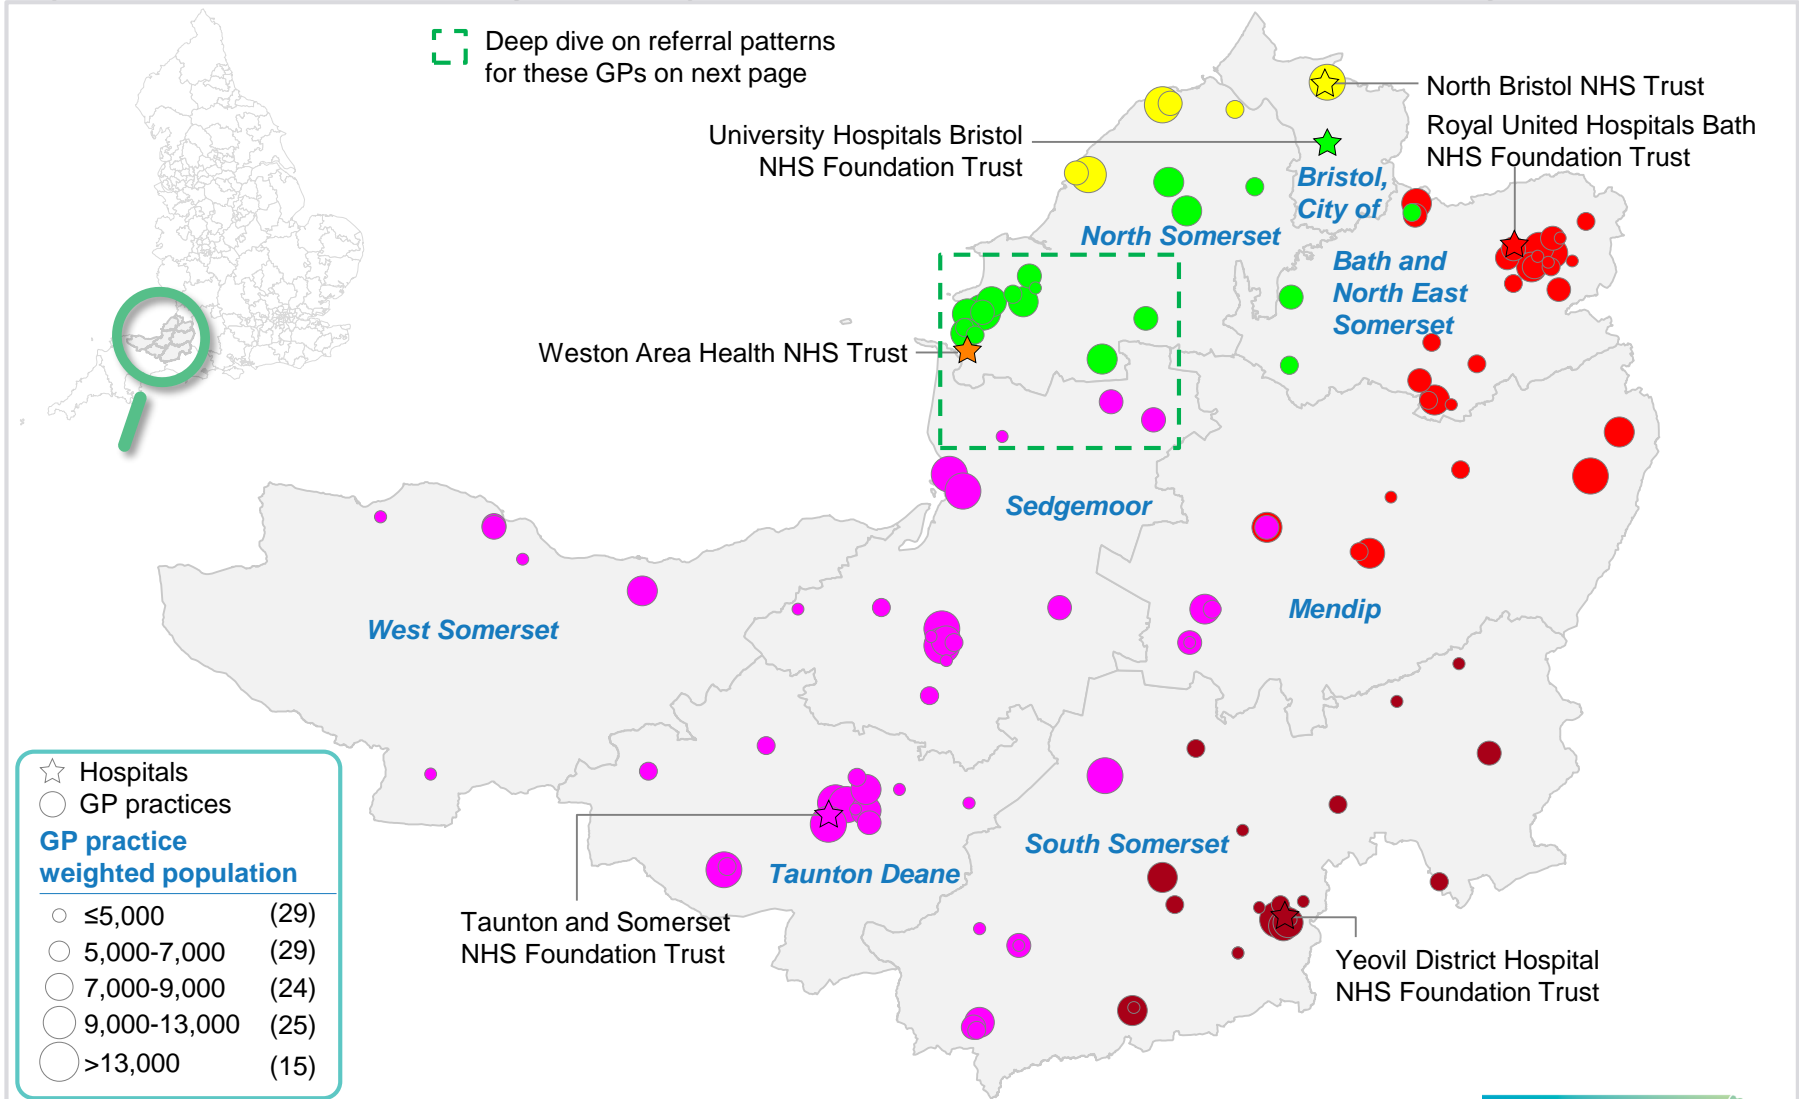 Deep dive on referral patterns
for these GPs on next page
North Bristol NHS Trust
University Hospitals Bristol
NHS Foundation Trust
Royal United Hospitals Bath
NHS Foundation Trust
Bristol,
City of
North Somerset
Bath and
North East
Somerset
Weston Area Health NHS Trust
Sedgemoor
West Somerset
Mendip
Hospitals
GP practices
GP practice
weighted population
≤5,000 (29)
5,000-7,000 (29)
7,000-9,000 (24)
9,000-13,000 (25)
>13,000 (15)
South Somerset
Taunton Deane
Taunton and Somerset
NHS Foundation Trust
Yeovil District Hospital
NHS Foundation Trust